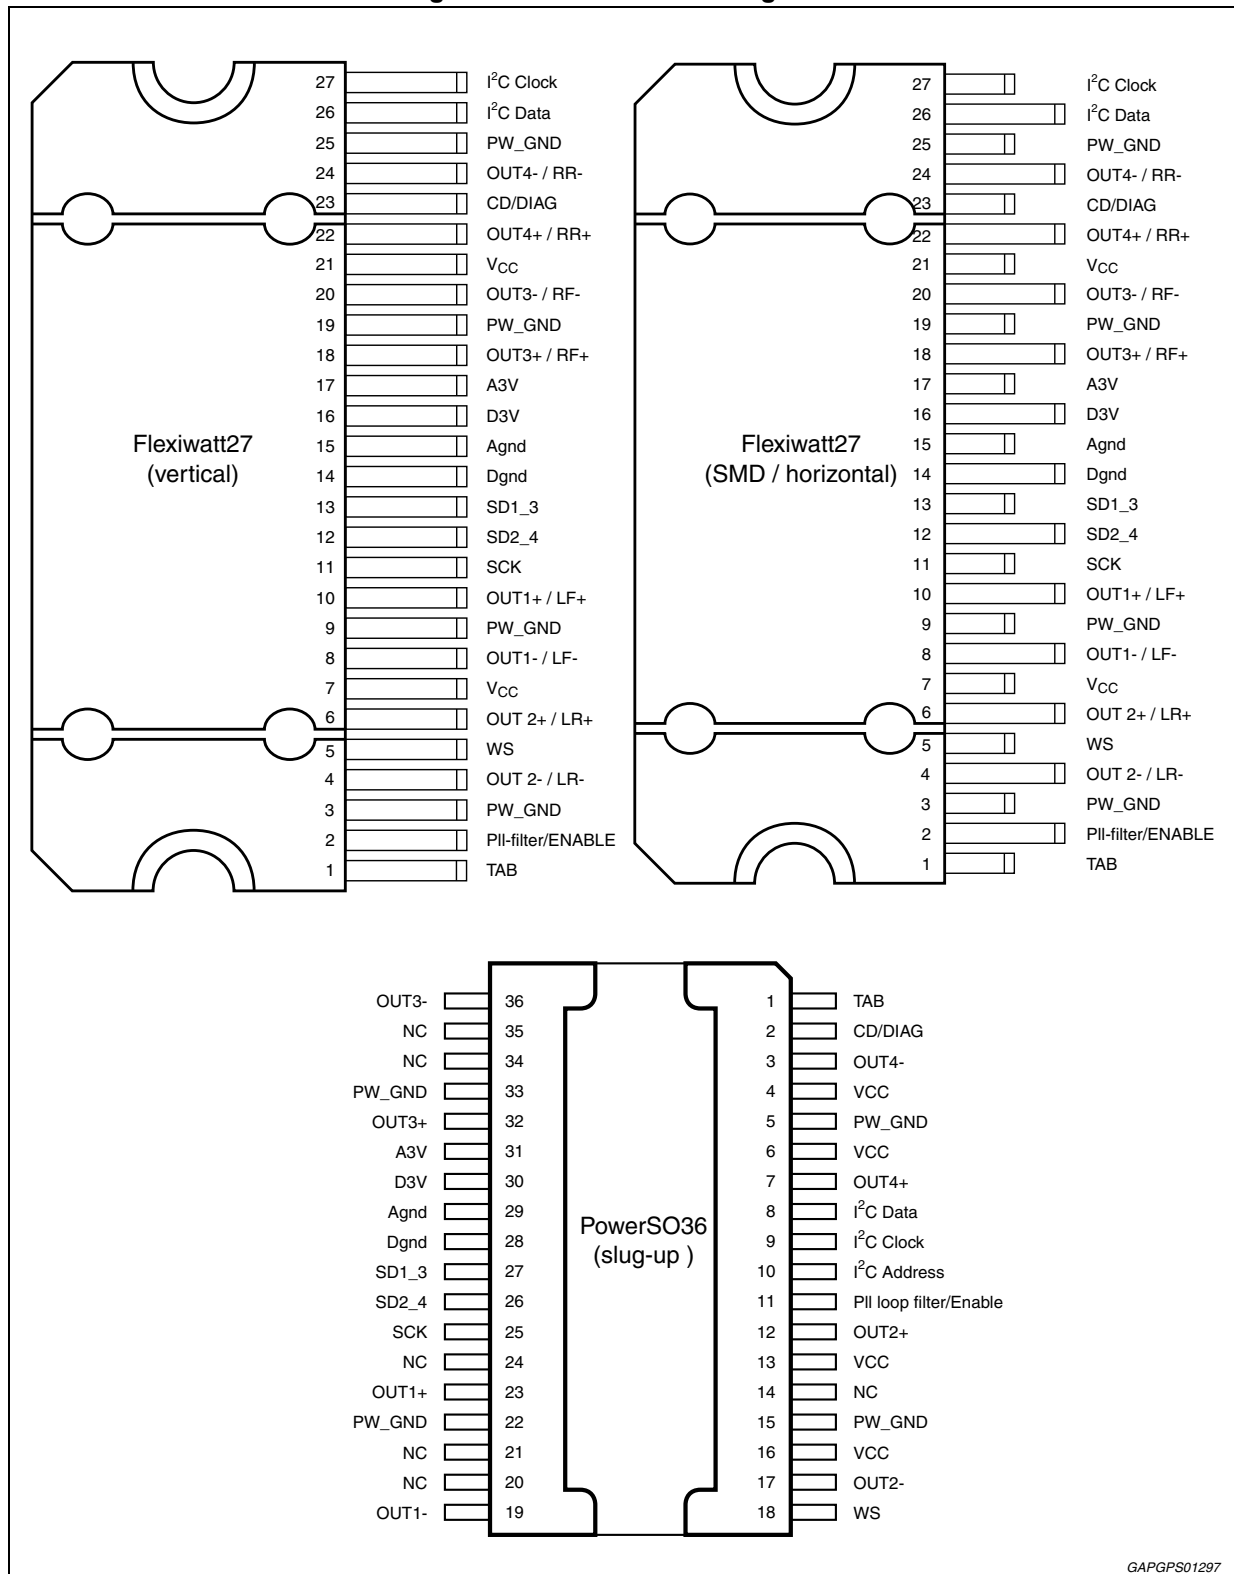 27 I²C Clock
26 I²C Data
25 PW_GND
24 OUT4- / RR-
23 CD/DIAG
22 OUT4+ / RR+
21 VCC
20 OUT3- / RF-
19 PW_GND
18 OUT3+ / RF+
17 A3V
16 D3V
15 Agnd
14 Dgnd
13 SD1_3
12 SD2_4
11 SCK
10 OUT1+ / LF+
9 PW_GND
8 OUT1- / LF-
7 VCC
6 OUT 2+ / LR+
5 WS
4 OUT 2- / LR-
3 PW_GND
2 Pll-filter/ENABLE
1 TAB
Flexiwatt27
(vertical)
27 I²C Clock
26 I²C Data
25 PW_GND
24 OUT4- / RR-
23 CD/DIAG
22 OUT4+ / RR+
21 VCC
20 OUT3- / RF-
19 PW_GND
18 OUT3+ / RF+
17 A3V
16 D3V
15 Agnd
14 Dgnd
13 SD1_3
12 SD2_4
11 SCK
10 OUT1+ / LF+
9 PW_GND
8 OUT1- / LF-
7 VCC
6 OUT 2+ / LR+
5 WS
4 OUT 2- / LR-
3 PW_GND
2 Pll-filter/ENABLE
1 TAB
Flexiwatt27
(SMD / horizontal)
OUT3- 36
NC 35
NC 34
PW_GND 33
OUT3+ 32
A3V 31
D3V 30
Agnd 29
Dgnd 28
SD1_3 27
SD2_4 26
SCK 25
NC 24
OUT1+ 23
PW_GND 22
NC 21
NC 20
OUT1- 19
PowerSO36
(slug-up )
1 TAB
2 CD/DIAG
3 OUT4-
4 VCC
5 PW_GND
6 VCC
7 OUT4+
8 I²C Data
9 I²C Clock
10 I²C Address
11 Pll loop filter/Enable
12 OUT2+
13 VCC
14 NC
15 PW_GND
16 VCC
17 OUT2-
18 WS
GAPGPS01297